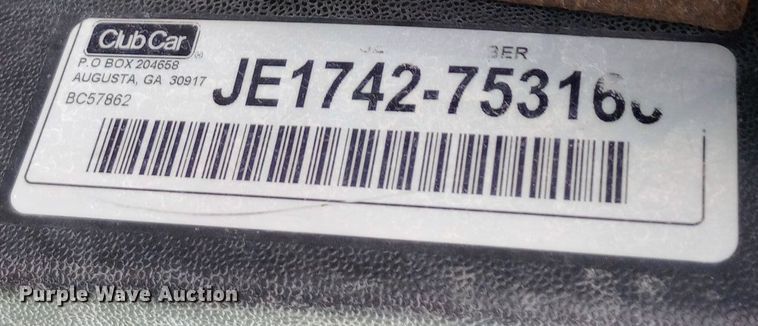 Club Car
P.O BOX 204658
AUGUSTA, GA 30917
BC57862
JE1742-75316
Purple Wave Auction